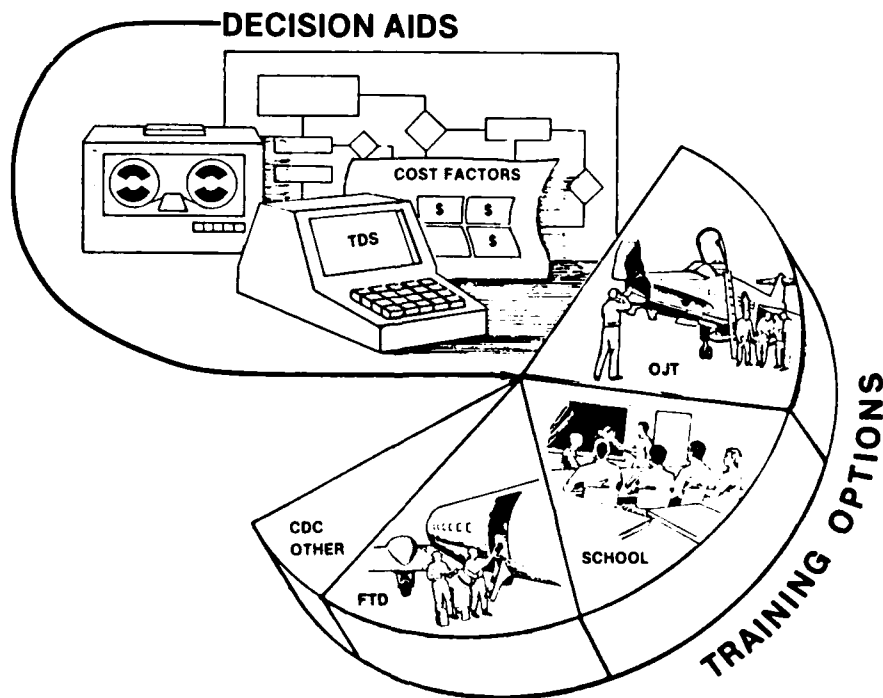 DECISION AIDS
COST FACTORS
$ $
$
TDS
OJT
SCHOOL
FTD
CDC
OTHER
TRAINING OPTIONS